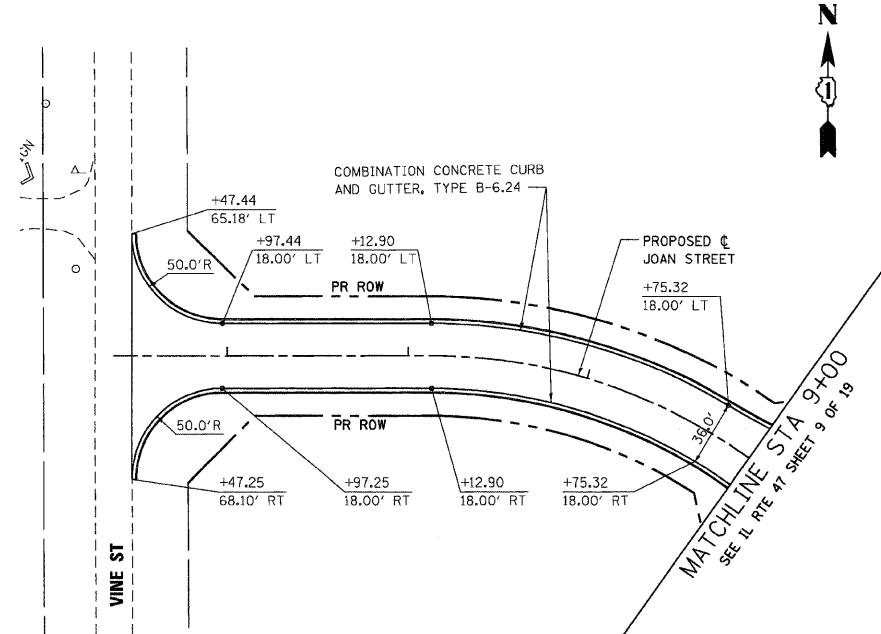 N
1
COMBINATION CONCRETE CURB
AND GUTTER, TYPE B-6.24
+47.44
65.18' LT
+97.44
18.00' LT
+12.90
18.00' LT
PROPOSED ℄
JOAN STREET
50.0'R
PR ROW
+75.32
18.00' LT
36.0'
50.0'R
PR ROW
+47.25
68.10' RT
+97.25
18.00' RT
+12.90
18.00' RT
+75.32
18.00' RT
VINE ST
MATCHLINE STA 9+00
SEE IL RTE 47 SHEET 9 OF 19